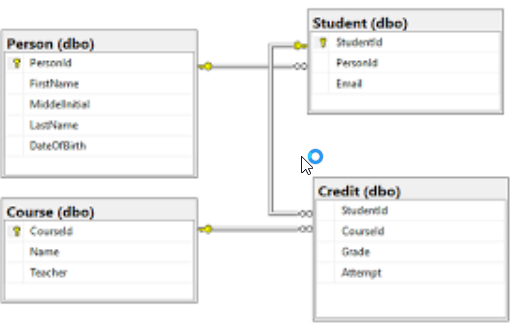 Person (dbo)
PersonId
FirstName
MiddelInitial
LastName
DateOfBirth
Student (dbo)
StudentId
PersonId
Email
Course (dbo)
CourseId
Name
Teacher
Credit (dbo)
StudentId
CourseId
Grade
Attempt